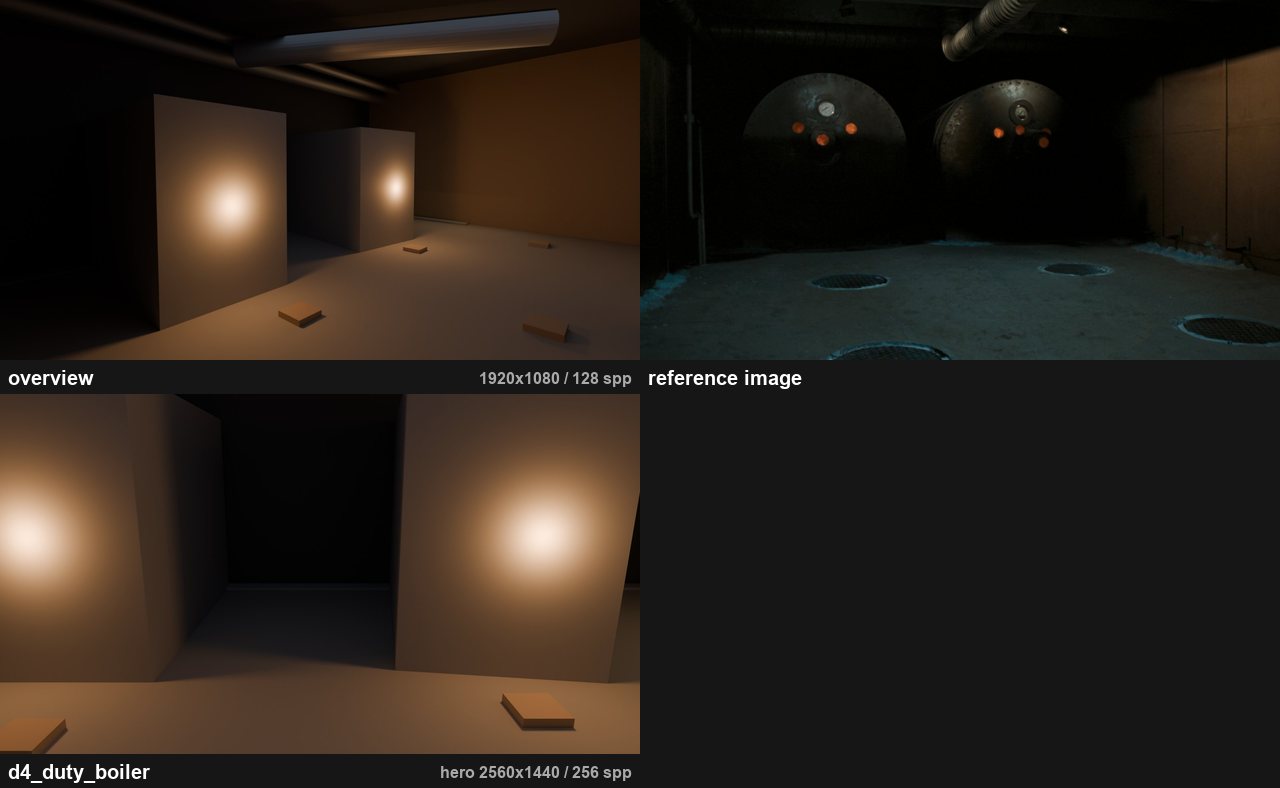 overview
1920x1080 / 128 spp
reference image
d4_duty_boiler
hero 2560x1440 / 256 spp